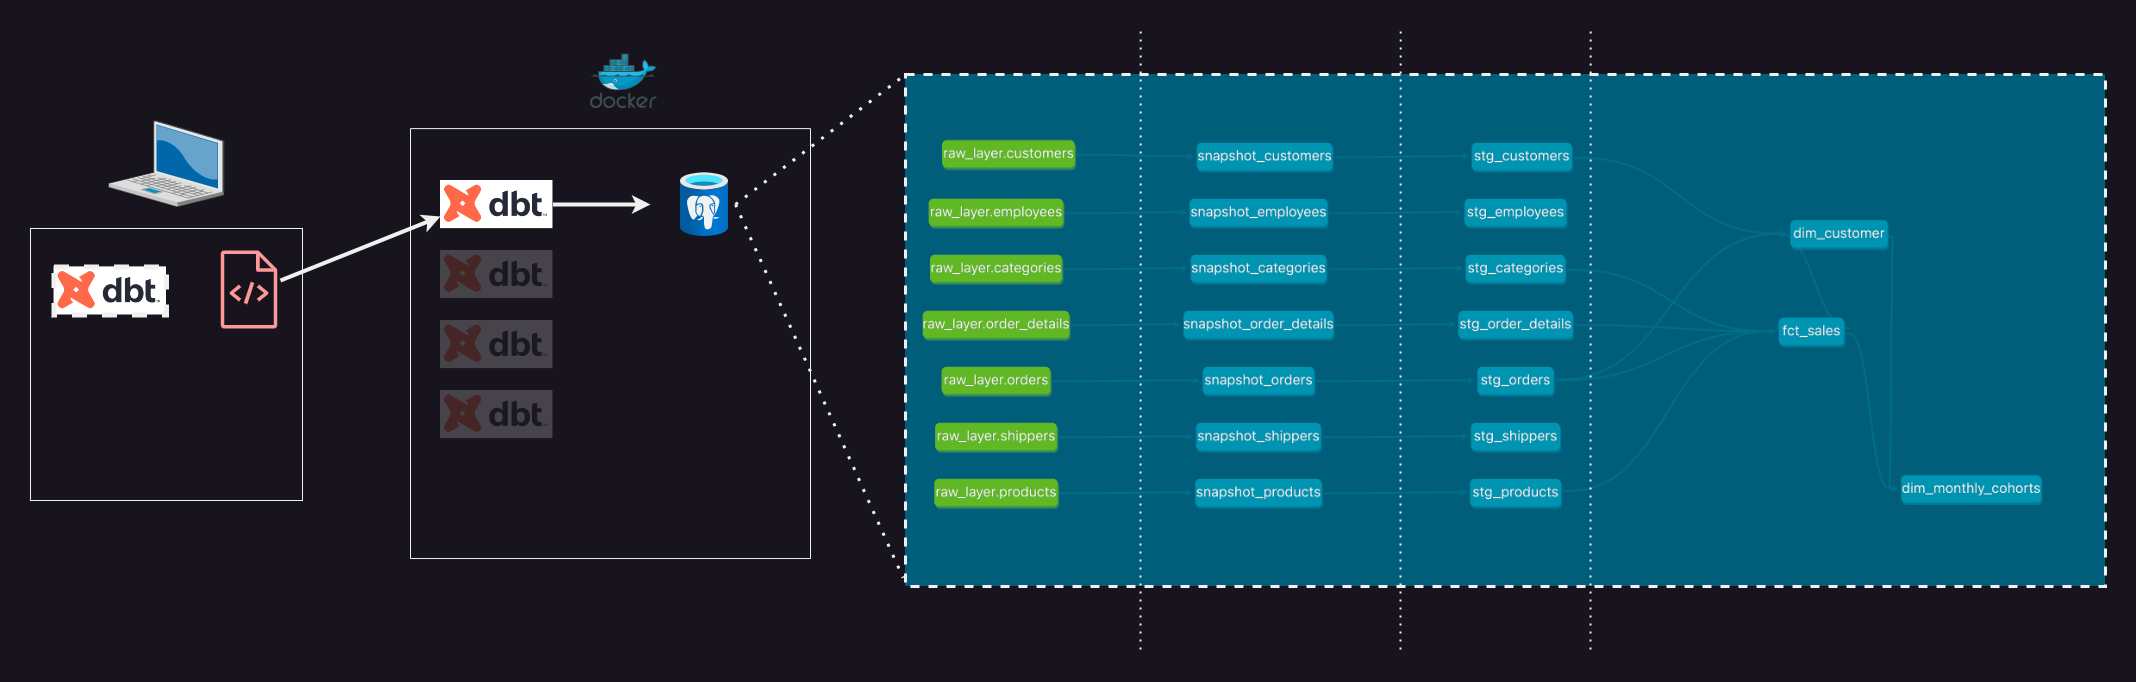 docker
dbt
</>
dbt
dbt
dbt
dbt
raw_layer.customers
snapshot_customers
stg_customers
raw_layer.employees
snapshot_employees
stg_employees
dim_customer
raw_layer.categories
snapshot_categories
stg_categories
raw_layer.order_details
snapshot_order_details
stg_order_details
fct_sales
raw_layer.orders
snapshot_orders
stg_orders
raw_layer.shippers
snapshot_shippers
stg_shippers
raw_layer.products
snapshot_products
stg_products
dim_monthly_cohorts